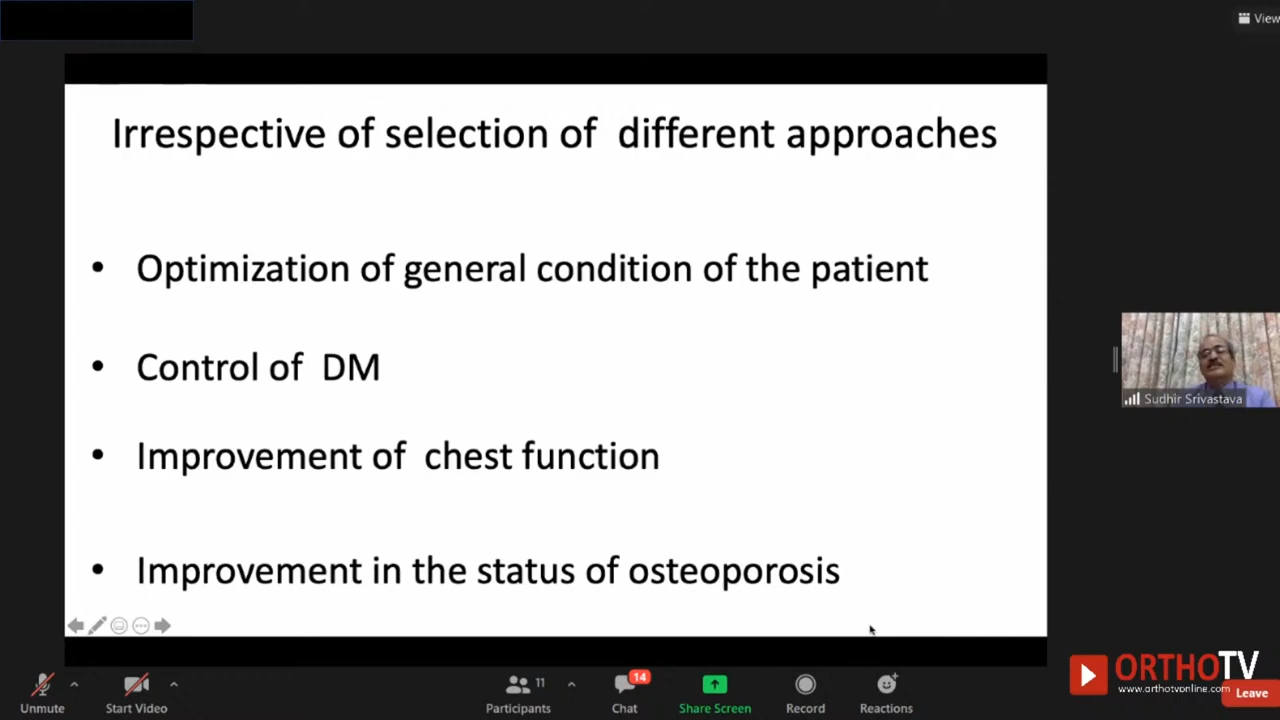 View
Irrespective of selection of different approaches
• Optimization of general condition of the patient
• Control of DM
• Improvement of chest function
• Improvement in the status of osteoporosis
Sudhir Srivastava
Unmute
Start Video
11
Participants
14
Chat
Share Screen
Record
Reactions
ORTHOTV
www.orthotvonline.com
Leave